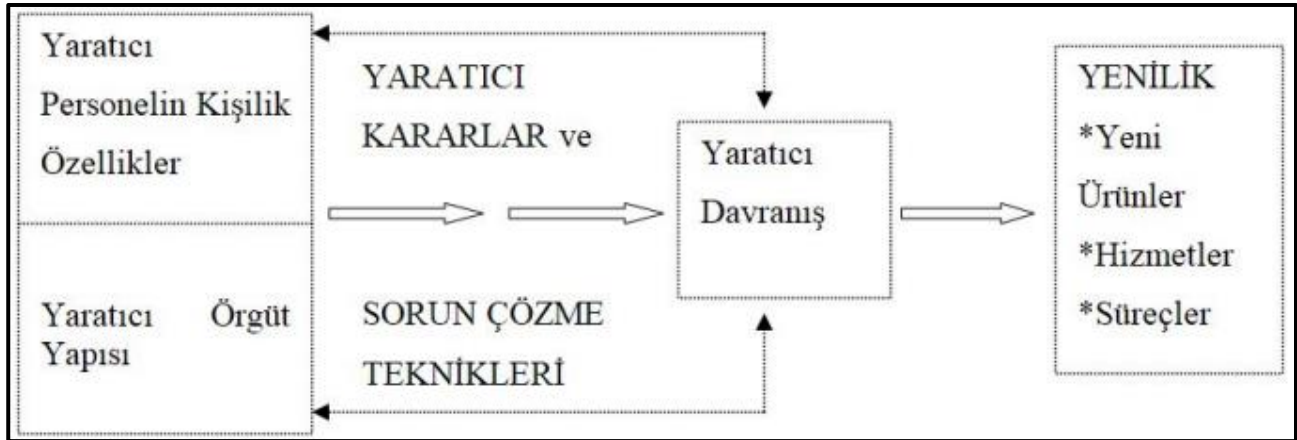 Yaratıcı
Personelin Kişilik
Özellikler
Yaratıcı Örgüt
Yapısı
YARATICI
KARARLAR ve
SORUN ÇÖZME
TEKNİKLERİ
Yaratıcı
Davranış
YENİLİK
*Yeni
Ürünler
*Hizmetler
*Süreçler